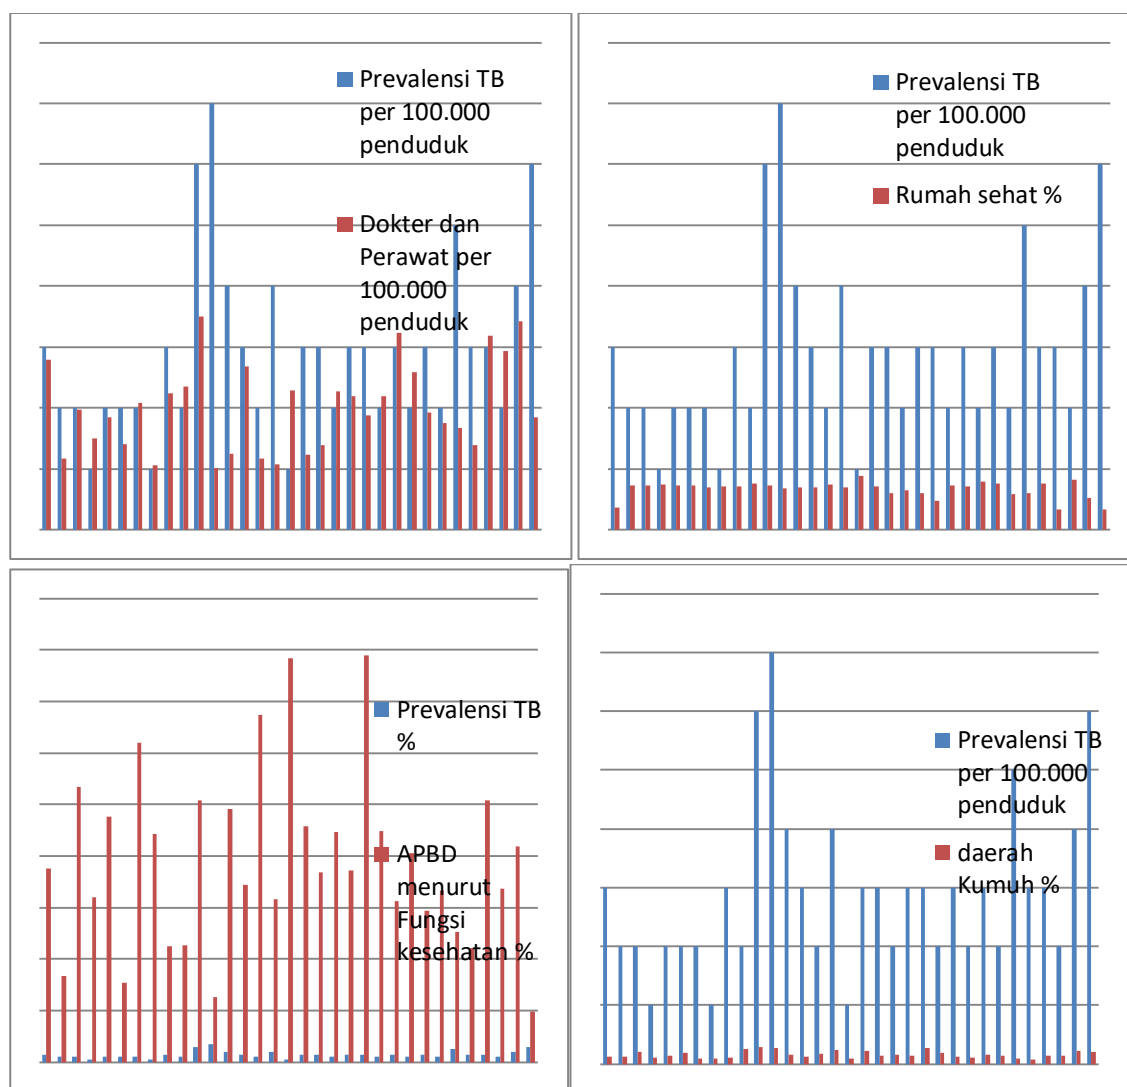 Prevalensi TB
per 100.000
penduduk
Dokter dan
Perawat per
100.000
penduduk
Prevalensi TB
per 100.000
penduduk
Rumah sehat %
Prevalensi TB
%
APBD
menurut
Fungsi
kesehatan %
Prevalensi TB
per 100.000
penduduk
daerah
Kumuh %